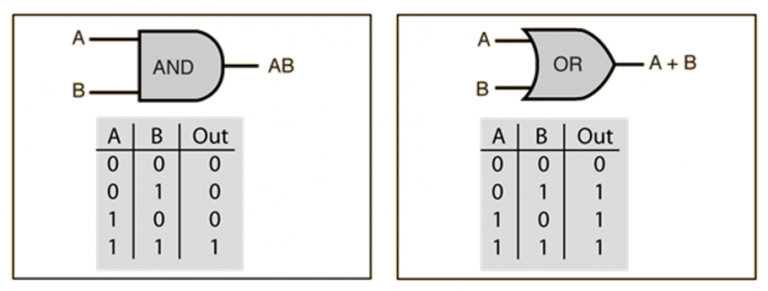 A
AND
AB
B
A B Out
0 0 0
0 1 0
1 0 0
1 1 1
A
OR
A + B
B
A B Out
0 0 0
0 1 1
1 0 1
1 1 1